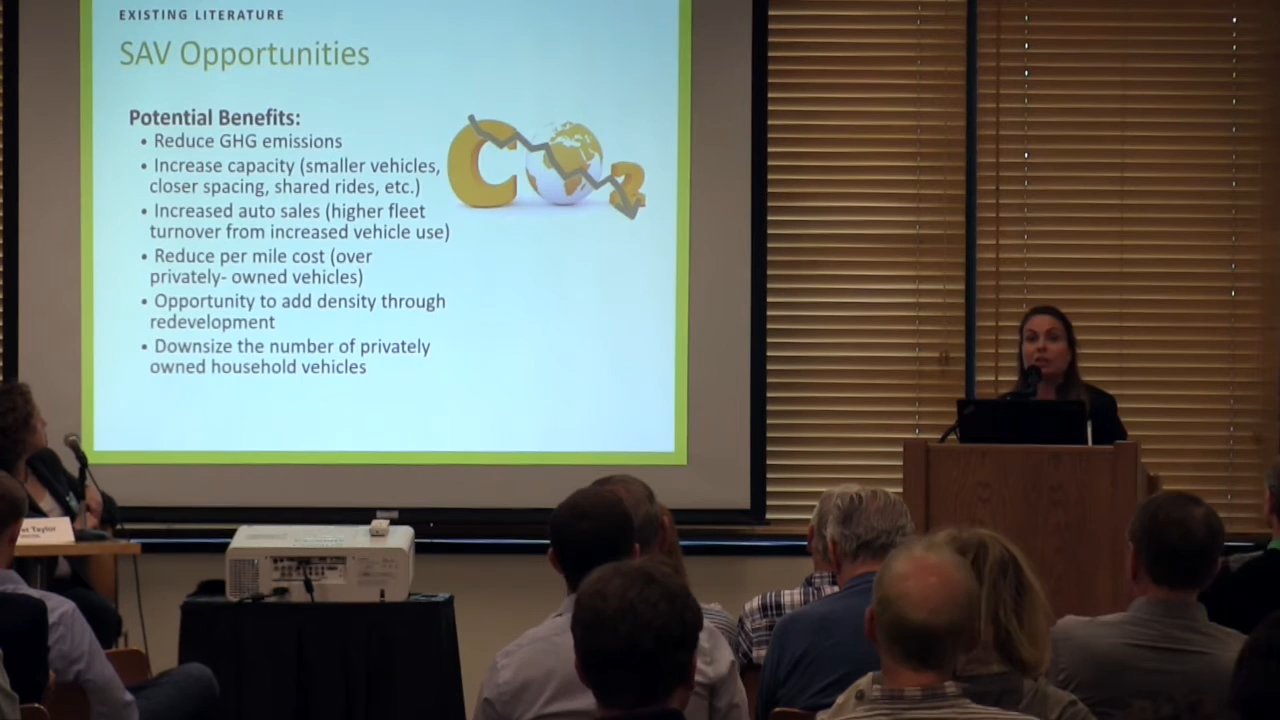 EXISTING LITERATURE
SAV Opportunities
Potential Benefits:
• Reduce GHG emissions
• Increase capacity (smaller vehicles,
closer spacing, shared rides, etc.)
• Increased auto sales (higher fleet
turnover from increased vehicle use)
• Reduce per mile cost (over
privately- owned vehicles)
• Opportunity to add density through
redevelopment
• Downsize the number of privately
owned household vehicles
CO2
Taylor